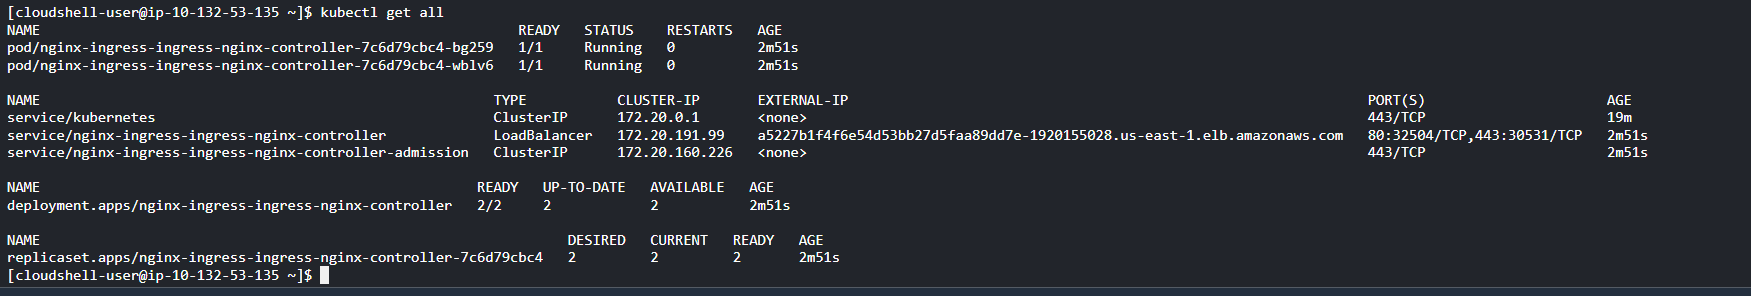 [cloudshell-user@ip-10-132-53-135 ~]$ kubectl get all
NAME READY STATUS RESTARTS AGE
pod/nginx-ingress-ingress-nginx-controller-7c6d79cbc4-bg259 1/1 Running 0 2m51s
pod/nginx-ingress-ingress-nginx-controller-7c6d79cbc4-wblv6 1/1 Running 0 2m51s
NAME TYPE CLUSTER-IP EXTERNAL-IP PORT(S) AGE
service/kubernetes ClusterIP 172.20.0.1 <none> 443/TCP 19m
service/nginx-ingress-ingress-nginx-controller LoadBalancer 172.20.191.99 a5227b1f4f6e54d53bb27d5faa89dd7e-1920155028.us-east-1.elb.amazonaws.com 80:32504/TCP,443:30531/TCP 2m51s
service/nginx-ingress-ingress-nginx-controller-admission ClusterIP 172.20.160.226 <none> 443/TCP 2m51s
NAME READY UP-TO-DATE AVAILABLE AGE
deployment.apps/nginx-ingress-ingress-nginx-controller 2/2 2 2 2m51s
NAME DESIRED CURRENT READY AGE
replicaset.apps/nginx-ingress-ingress-nginx-controller-7c6d79cbc4 2 2 2 2m51s
[cloudshell-user@ip-10-132-53-135 ~]$